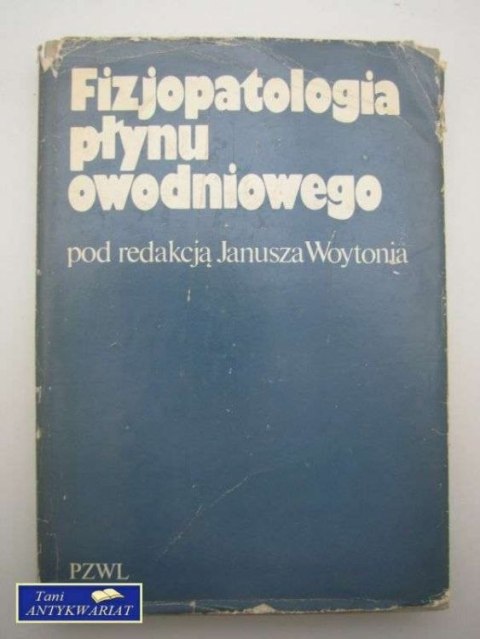 Fizjopatologia
płynu
owodniowego
pod redakcją Janusza Woytonia
PZWL
Tani
ANTYKWARIAT